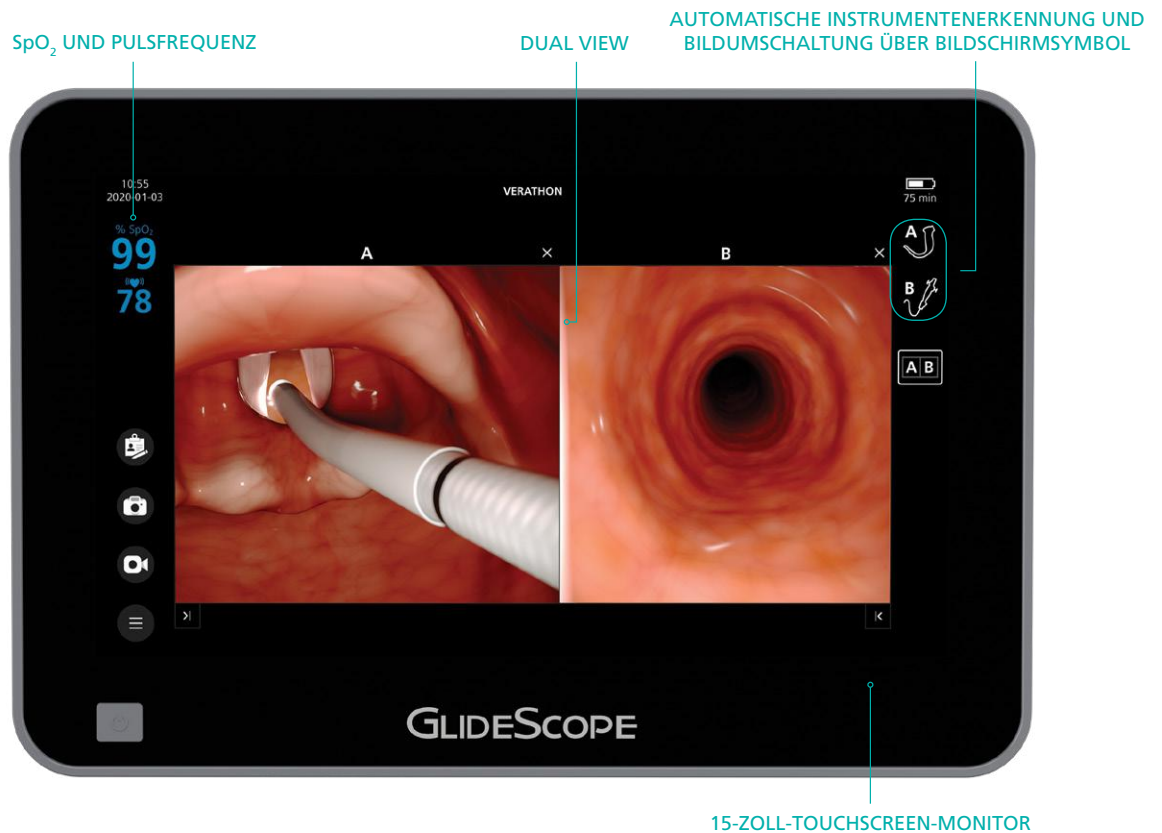 SpO₂ UND PULSFREQUENZ
DUAL VIEW
AUTOMATISCHE INSTRUMENTENERKENNUNG UND
BILDUMSCHALTUNG ÜBER BILDSCHIRMSYMBOL
10:55
2020-01-03
VERATHON
75 min
% SpO₂
99
78
A
B
A
B
A B
GLIDESCOPE
15-ZOLL-TOUCHSCREEN-MONITOR